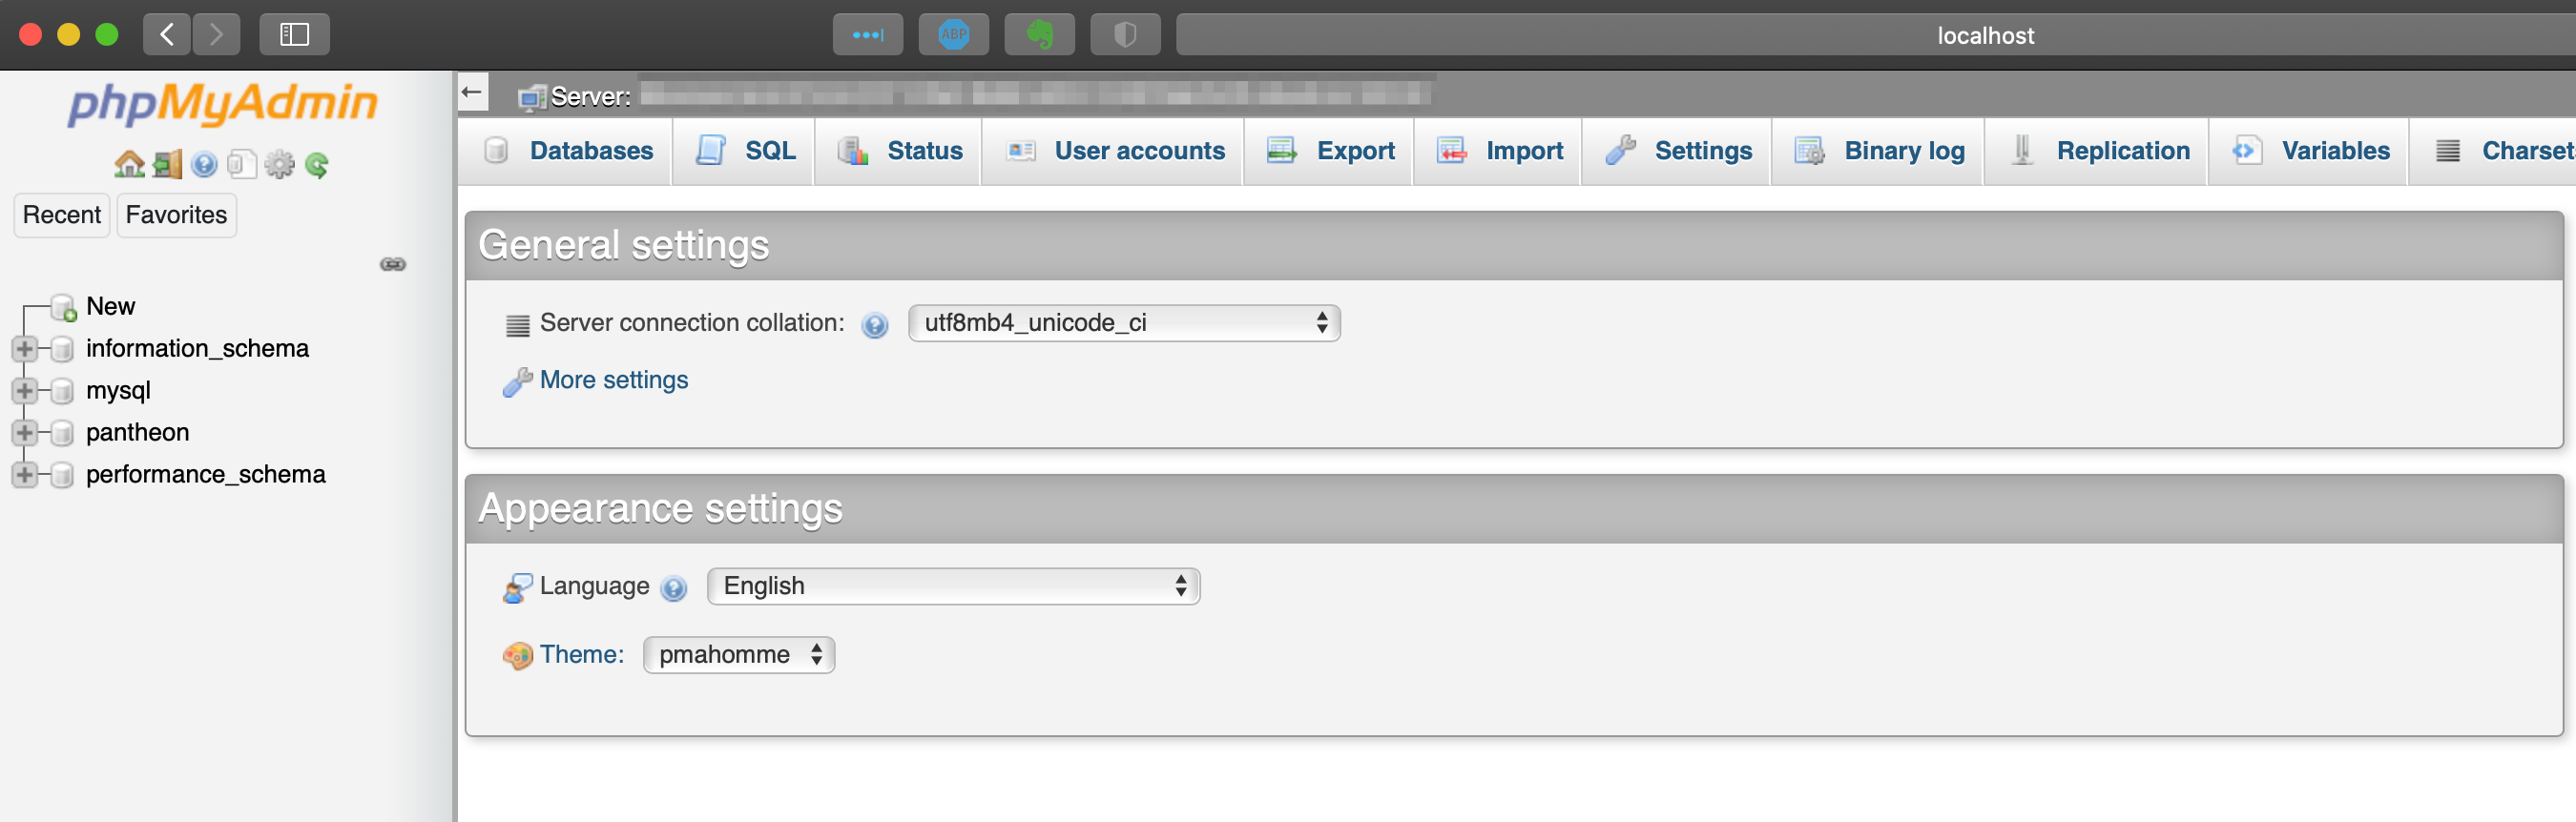 localhost
ABP
phpMyAdmin
Recent Favorites
New
information_schema
mysql
pantheon
performance_schema
Server:
Databases SQL Status User accounts Export Import Settings Binary log Replication Variables Charset
General settings
Server connection collation: utf8mb4_unicode_ci
More settings
Appearance settings
Language English
Theme: pmahomme